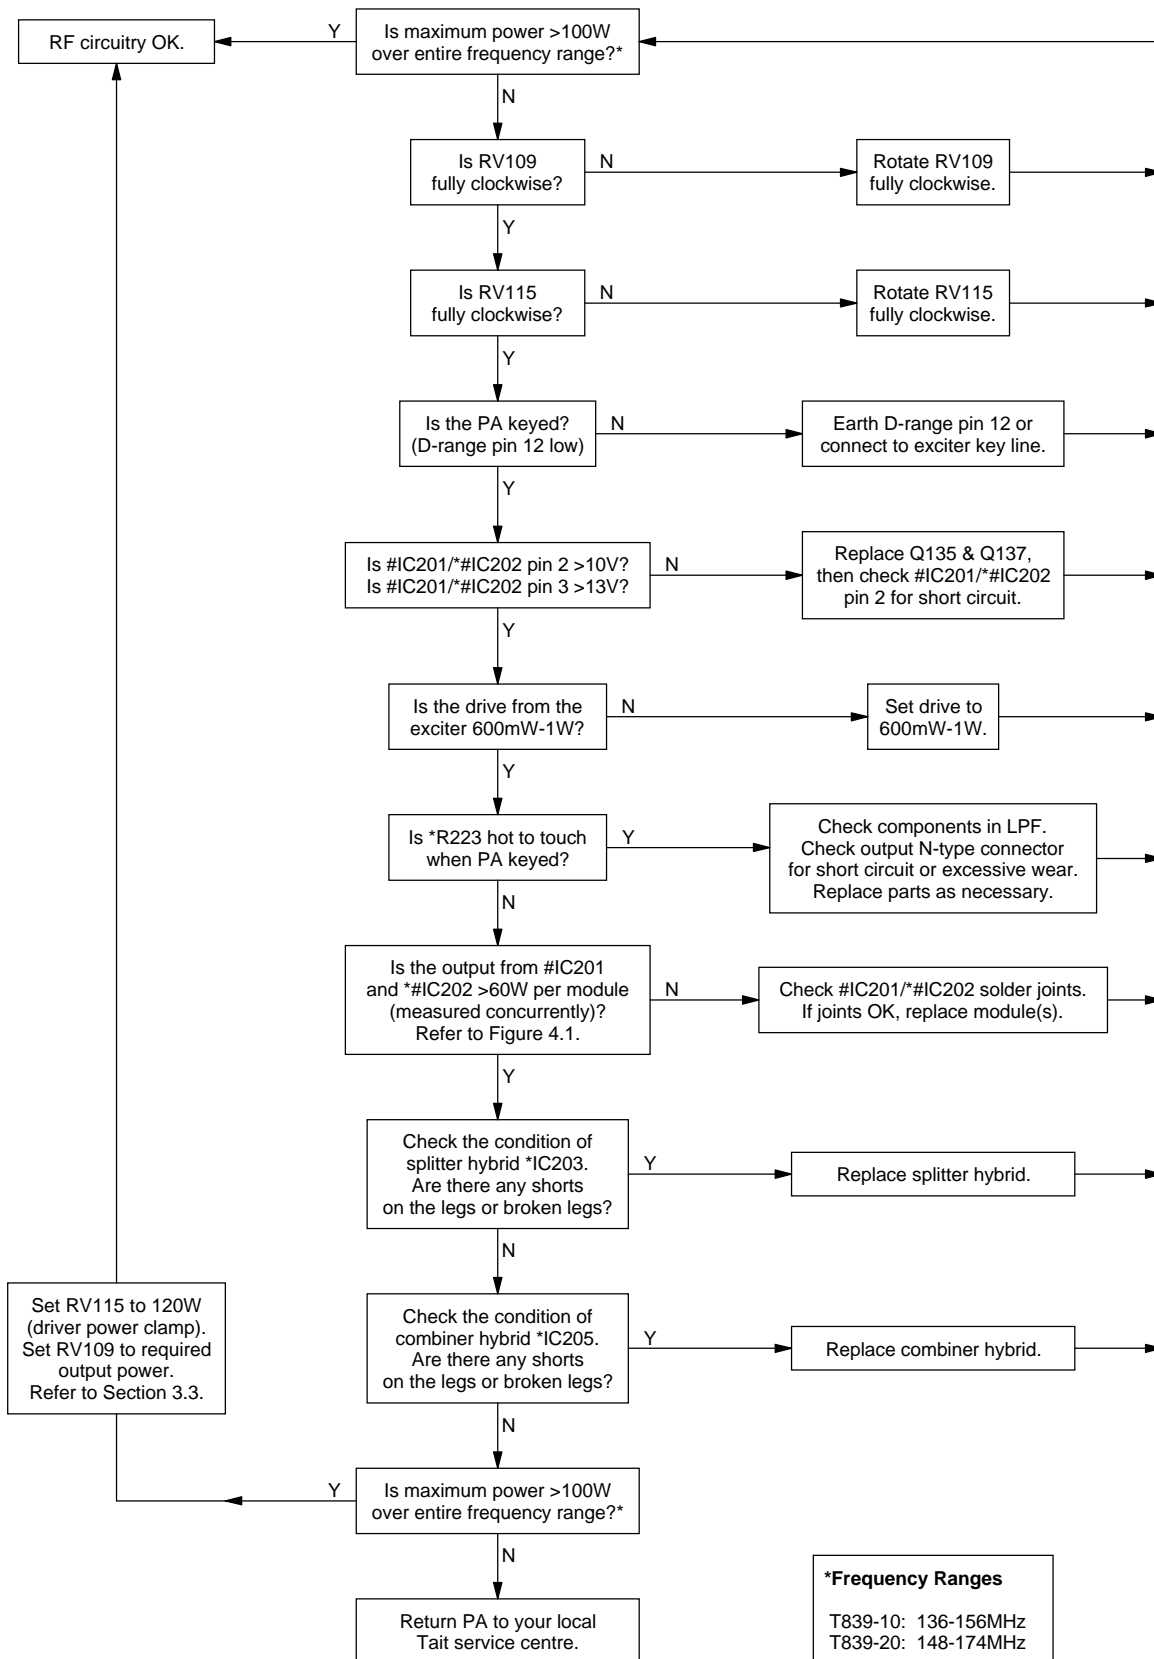 RF circuitry OK.
Y
Is maximum power >100W
over entire frequency range?*
N
Is RV109
fully clockwise?
N
Rotate RV109
fully clockwise.
Y
Is RV115
fully clockwise?
N
Rotate RV115
fully clockwise.
Y
Is the PA keyed?
(D-range pin 12 low)
N
Earth D-range pin 12 or
connect to exciter key line.
Y
Is #IC201/*#IC202 pin 2 >10V?
Is #IC201/*#IC202 pin 3 >13V?
N
Replace Q135 & Q137,
then check #IC201/*#IC202
pin 2 for short circuit.
Y
Is the drive from the
exciter 600mW-1W?
N
Set drive to
600mW-1W.
Y
Is *R223 hot to touch
when PA keyed?
Y
Check components in LPF.
Check output N-type connector
for short circuit or excessive wear.
Replace parts as necessary.
N
Is the output from #IC201
and *#IC202 >60W per module
(measured concurrently)?
Refer to Figure 4.1.
N
Check #IC201/*#IC202 solder joints.
If joints OK, replace module(s).
Y
Check the condition of
splitter hybrid *IC203.
Are there any shorts
on the legs or broken legs?
Y
Replace splitter hybrid.
N
Set RV115 to 120W
(driver power clamp).
Set RV109 to required
output power.
Refer to Section 3.3.
Check the condition of
combiner hybrid *IC205.
Are there any shorts
on the legs or broken legs?
Y
Replace combiner hybrid.
N
Y
Is maximum power >100W
over entire frequency range?*
N
Return PA to your local
Tait service centre.
*Frequency Ranges
T839-10: 136-156MHz
T839-20: 148-174MHz